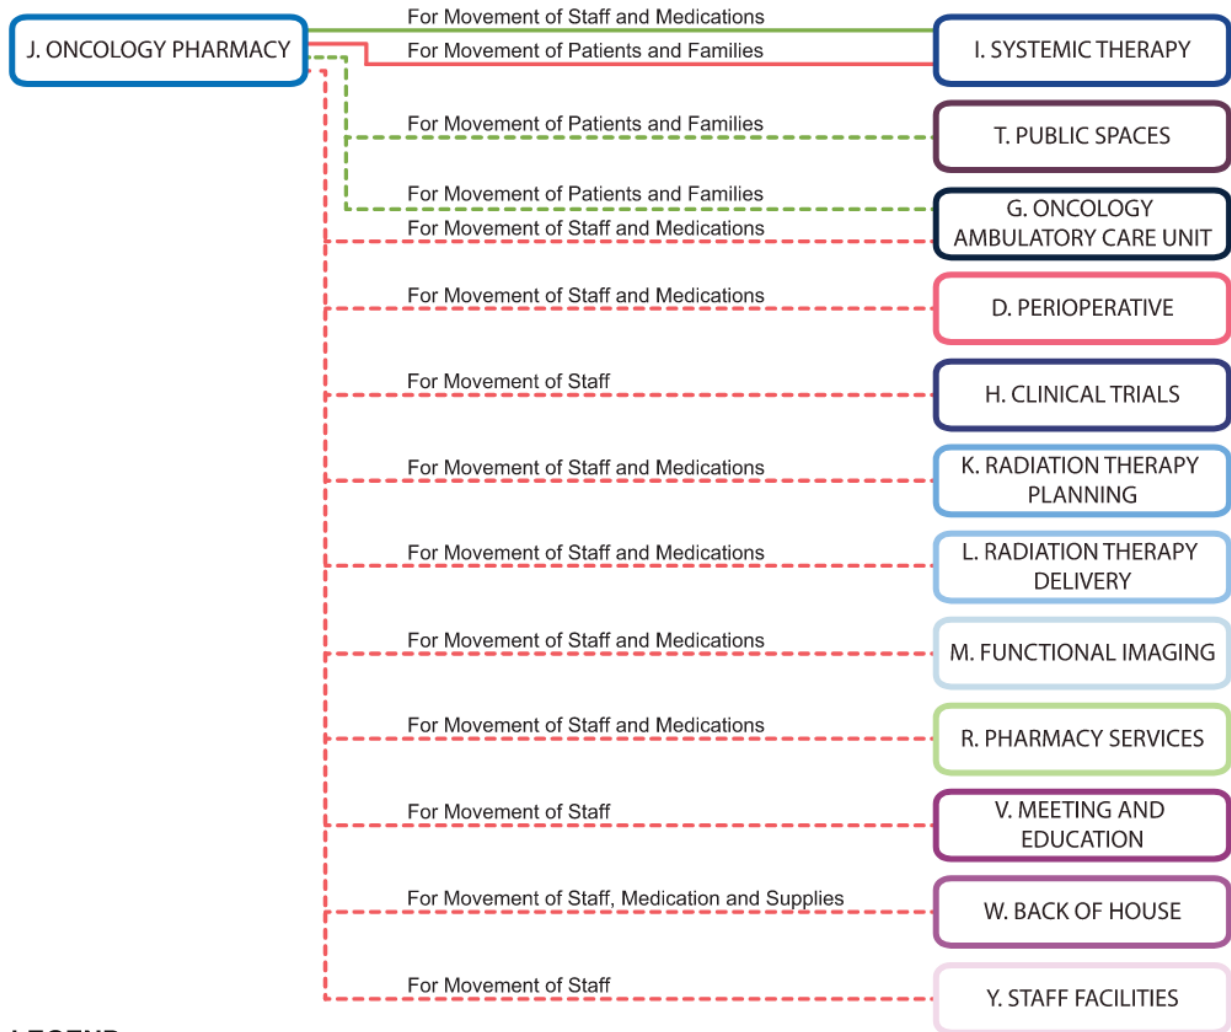 For Movement of Staff and Medications
J. ONCOLOGY PHARMACY
For Movement of Patients and Families
I. SYSTEMIC THERAPY
For Movement of Patients and Families
T. PUBLIC SPACES
For Movement of Patients and Families
For Movement of Staff and Medications
G. ONCOLOGY
AMBULATORY CARE UNIT
For Movement of Staff and Medications
D. PERIOPERATIVE
For Movement of Staff
H. CLINICAL TRIALS
For Movement of Staff and Medications
K. RADIATION THERAPY
PLANNING
For Movement of Staff and Medications
L. RADIATION THERAPY
DELIVERY
For Movement of Staff and Medications
M. FUNCTIONAL IMAGING
For Movement of Staff and Medications
R. PHARMACY SERVICES
For Movement of Staff
V. MEETING AND
EDUCATION
For Movement of Staff, Medication and Supplies
W. BACK OF HOUSE
For Movement of Staff
Y. STAFF FACILITIES